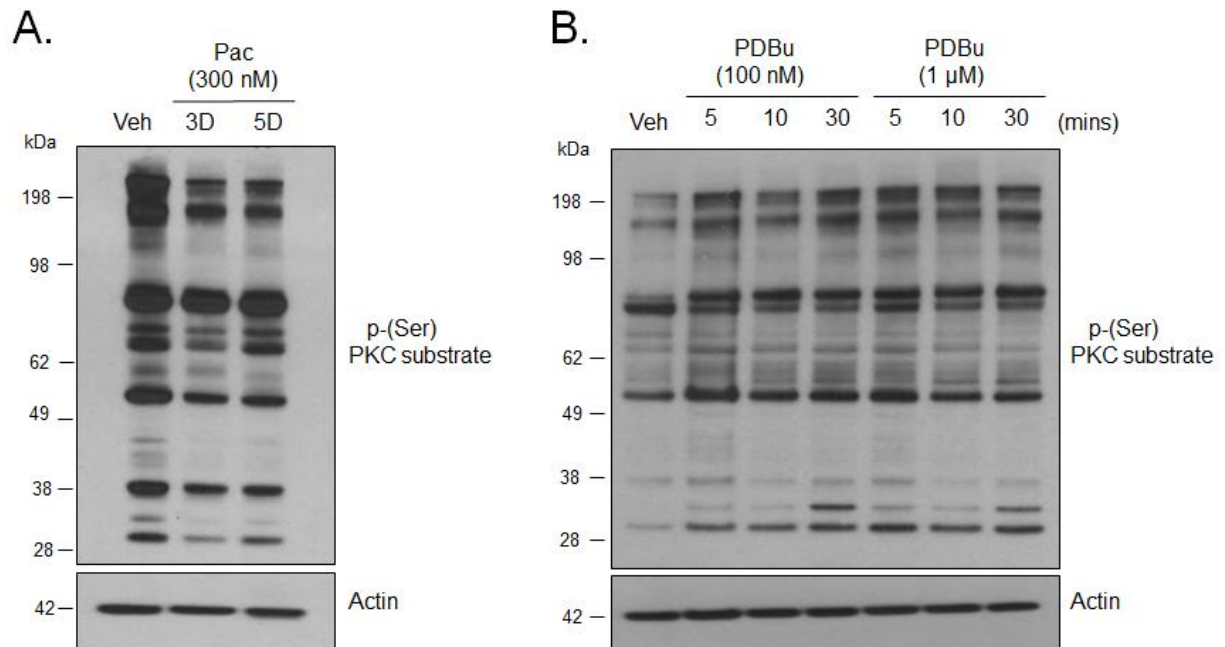 A.
Pac
(300 nM)
Veh 3D 5D
kDa
198
98
62
49
38
28
p-(Ser)
PKC substrate
42
Actin
B.
PDBu
(100 nM)
PDBu
(1 µM)
Veh 5 10 30 5 10 30 (mins)
kDa
198
98
62
49
38
28
p-(Ser)
PKC substrate
42
Actin